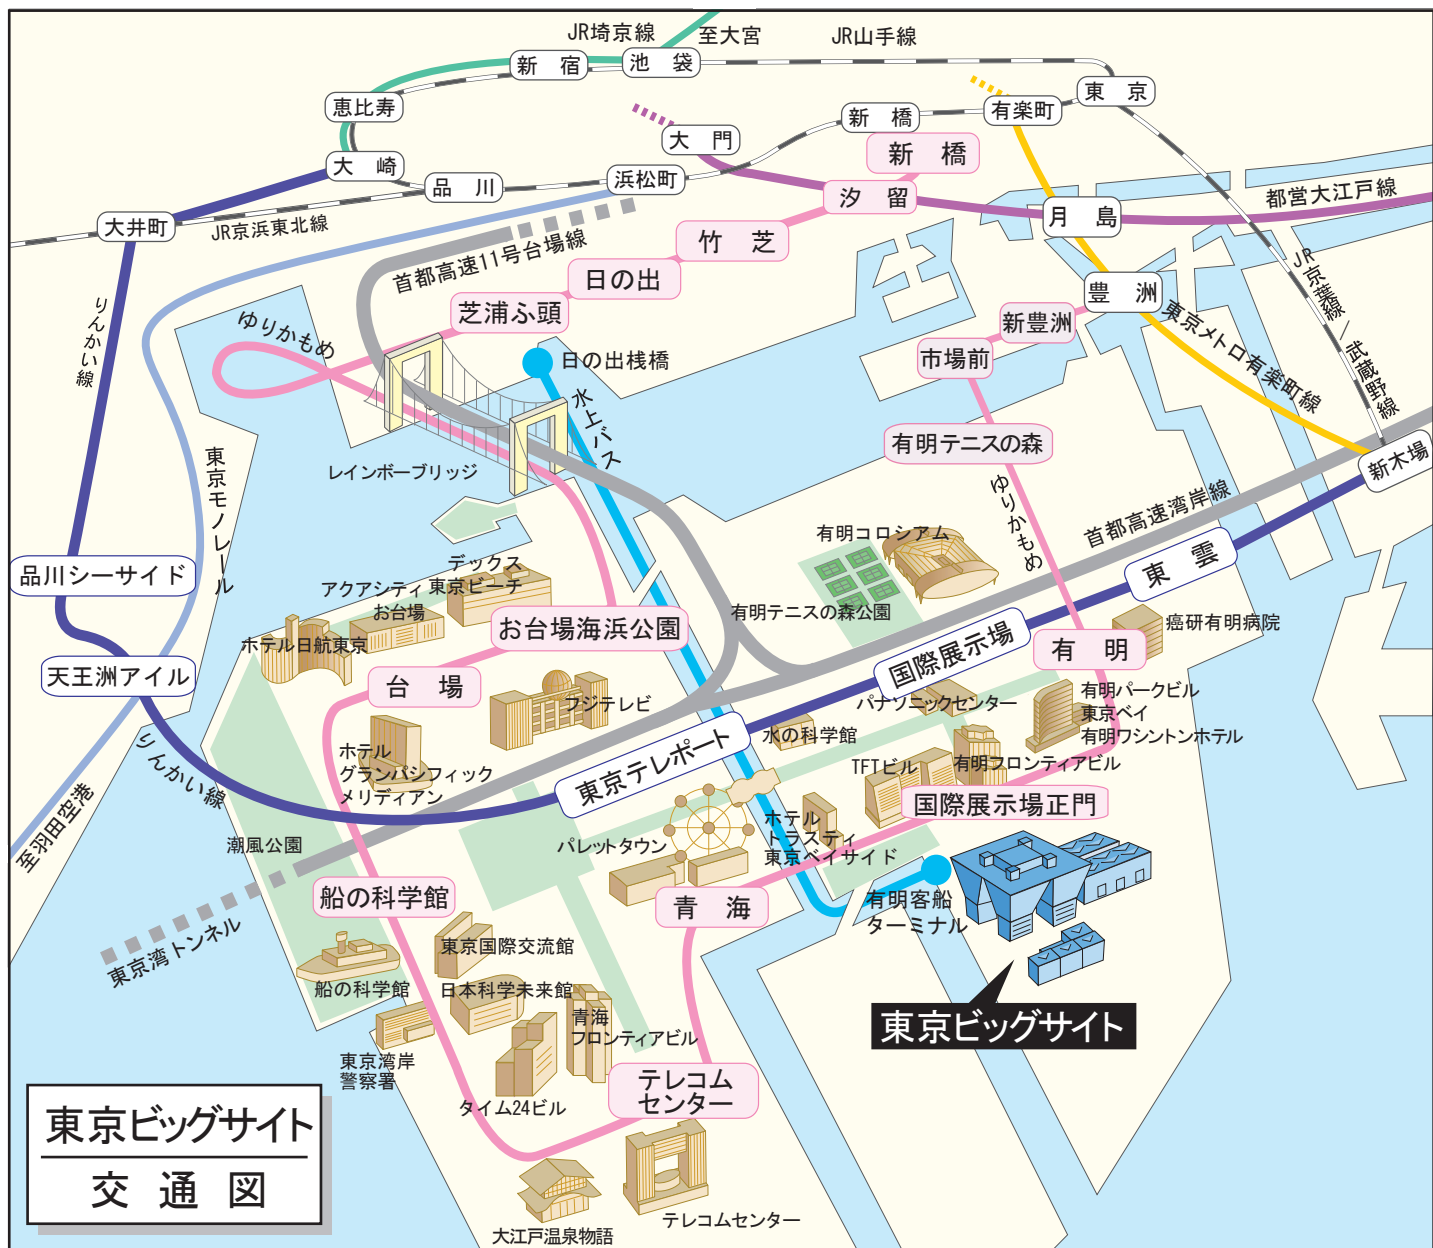 JR埼京線
至大宮
JR山手線
新宿
池袋
恵比寿
東京
有楽町
新橋
大門
新橋
大崎
品川
浜松町
汐留
都営大江戸線
大井町
JR京浜東北線
月島
竹芝
首都高速11号台場線
日の出
豊洲
JR京葉線/武蔵野線
芝浦ふ頭
新豊洲
東京メトロ有楽町線
りんかい線
ゆりかもめ
日の出桟橋
市場前
水上バス
有明テニスの森
新木場
東京モノレール
レインボーブリッジ
ゆりかもめ
首都高速湾岸線
有明コロシアム
品川シーサイド
デックス
東京ビーチ
アクアシティ
お台場
東雲
有明テニスの森公園
癌研有明病院
お台場海浜公園
ホテル日航東京
国際展示場
有明
天王洲アイル
台場
フジテレビ
パナソニックセンター
有明パークビル
東京ベイ
有明ワシントンホテル
りんかい線
ホテル
グランパシフィック
メリディアン
東京テレポート
水の科学館
TFTビル
有明フロンティアビル
国際展示場正門
至羽田空港
潮風公園
パレットタウン
ホテル
トラスティ
東京ベイサイド
船の科学館
青海
有明客船
ターミナル
東京湾トンネル
東京国際交流館
船の科学館
日本科学未来館
青海
フロンティアビル
東京ビッグサイト
東京湾岸
警察署
タイム24ビル
テレコム
センター
東京ビッグサイト
交通図
大江戸温泉物語
テレコムセンター